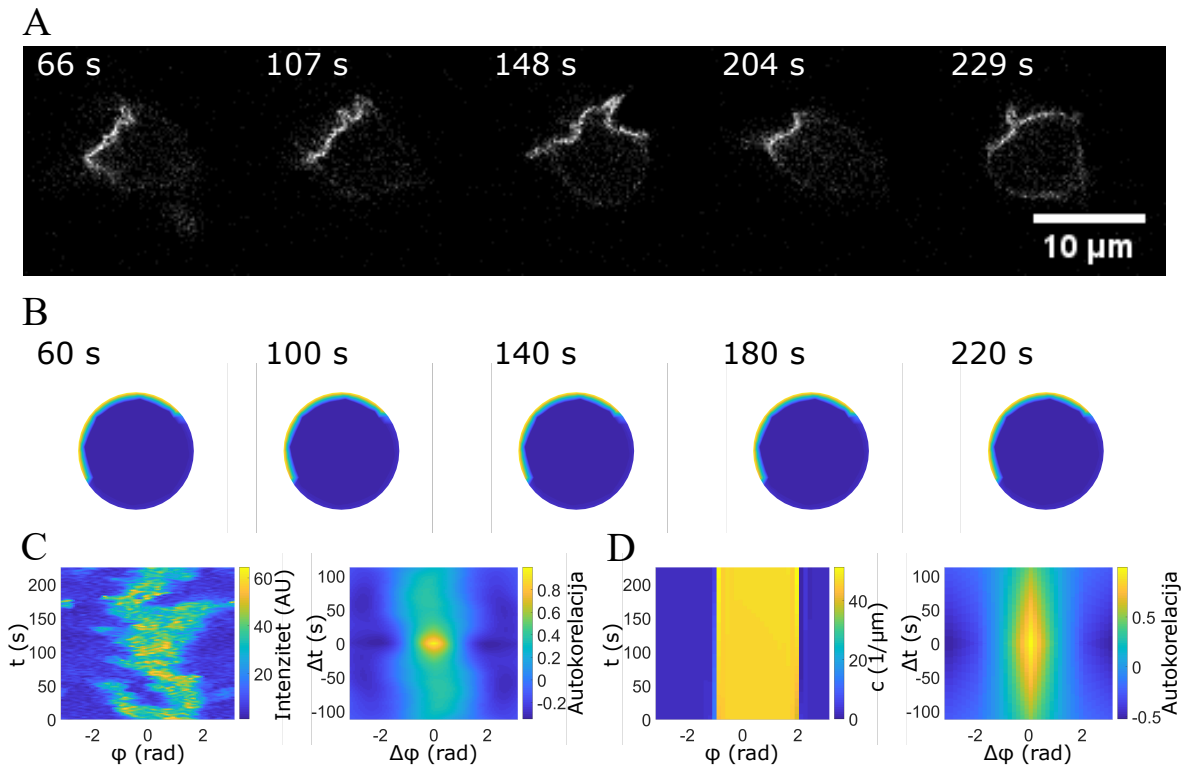 A
66 s 107 s 148 s 204 s 229 s
10 µm
B
60 s 100 s 140 s 180 s 220 s
C
t (s)
200
150
100
50
0
-2 0 2
φ (rad)
60
40
20
Intenzitet (AU)
Δt (s)
100
50
0
-50
-100
-2 0 2
Δφ (rad)
0.8
0.6
0.4
0.2
0
-0.2
Autokorelacija
D
t (s)
200
150
100
50
0
-2 0 2
φ (rad)
40
20
0
c (1/µm)
Δt (s)
100
50
0
-50
-100
-2 0 2
Δφ (rad)
0.5
0
-0.5
Autokorelacija